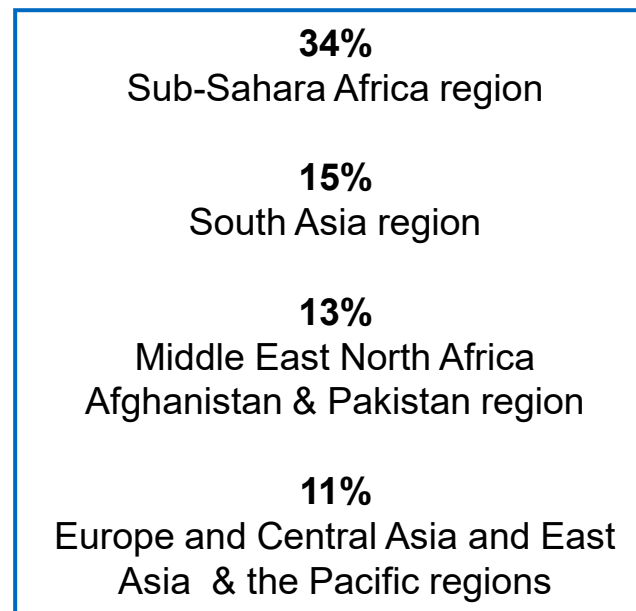 34%
Sub-Sahara Africa region
15%
South Asia region
13%
Middle East North Africa
Afghanistan & Pakistan region
11%
Europe and Central Asia and East
Asia  & the Pacific regions